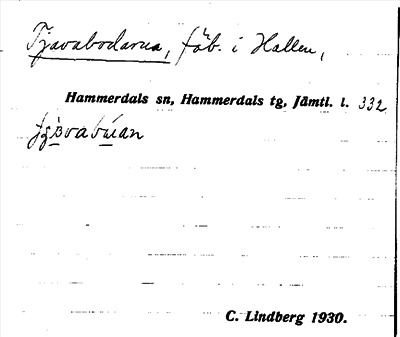 Tjavabodarna, fäb. i Hallen,
Hammerdals sn, Hammerdals tg, Jämtl. l. 332
C. Lindberg 1930.